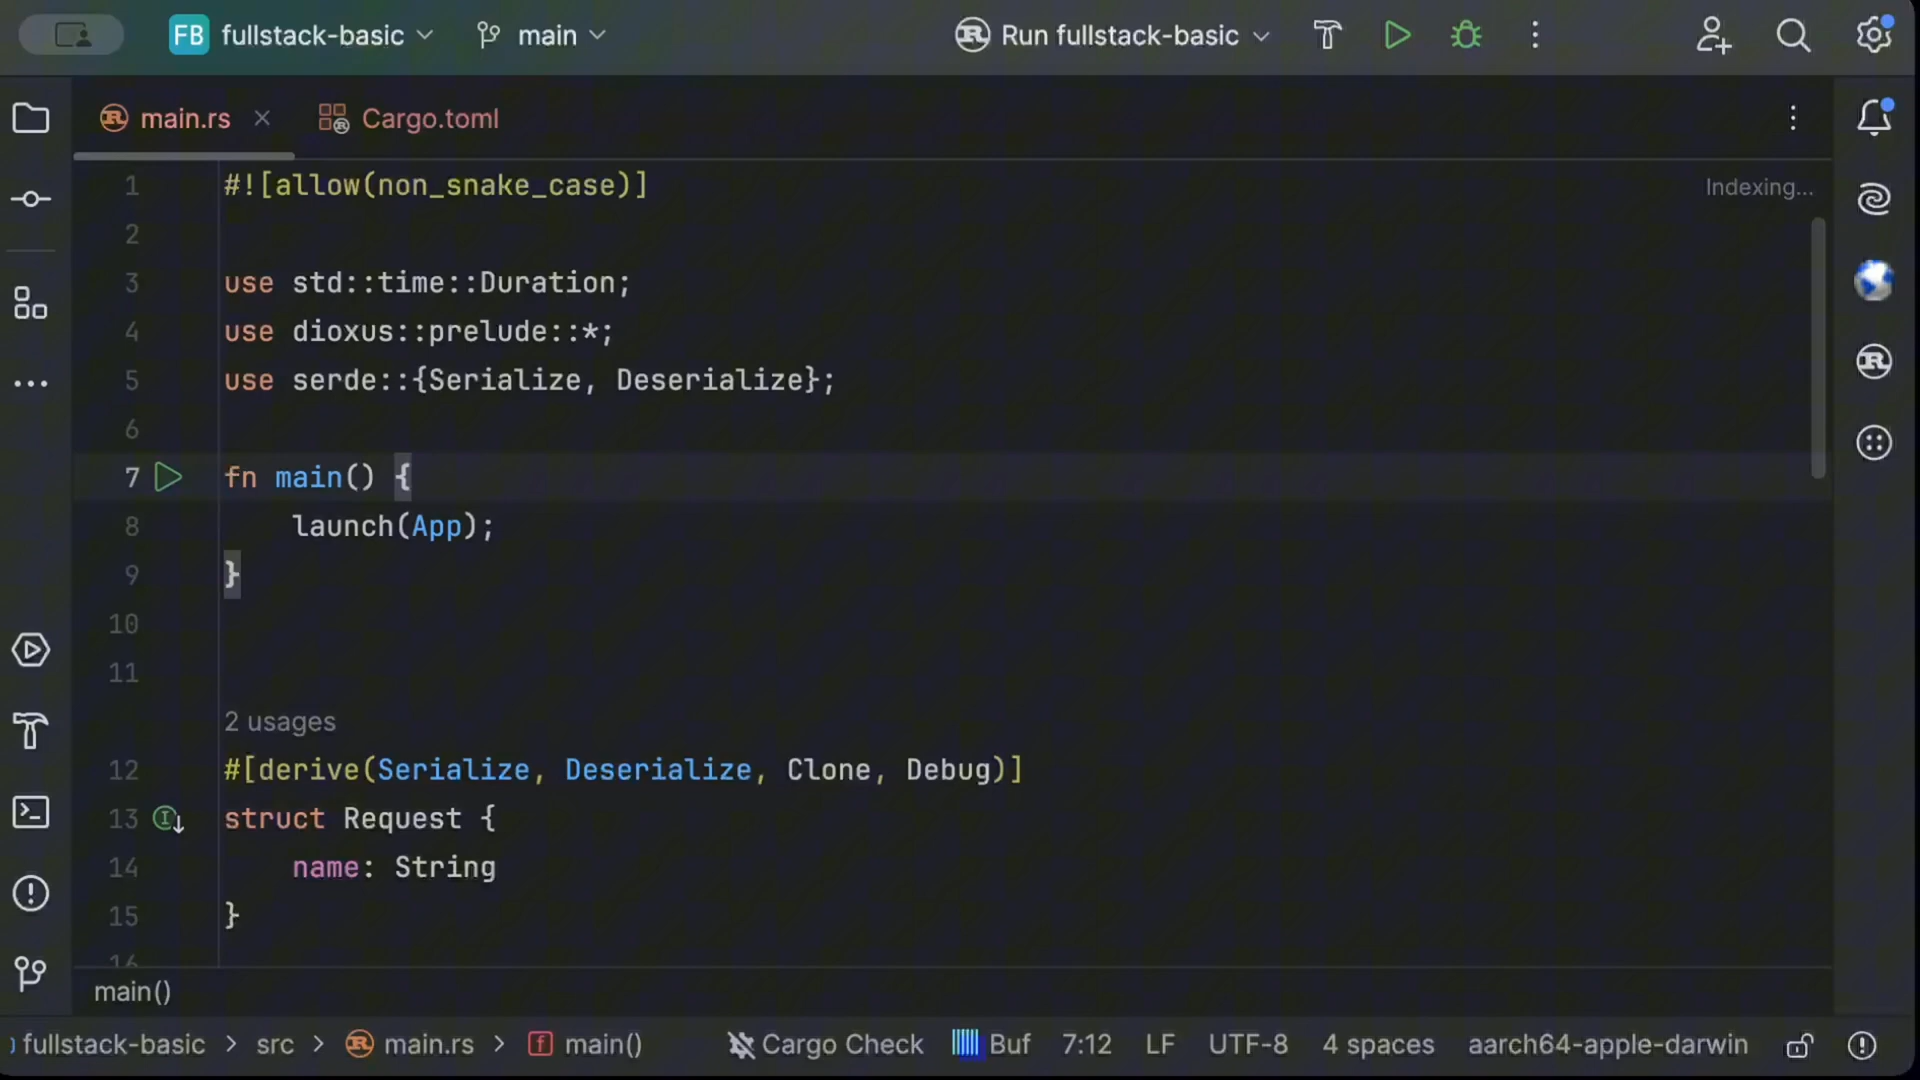 FB fullstack-basic main Run fullstack-basic
main.rs Cargo.toml
1 #![allow(non_snake_case)] Indexing...
2
3 use std::time::Duration;
4 use dioxus::prelude::*;
5 use serde::{Serialize, Deserialize};
6
7 fn main() {
8 launch(App);
9 }
10
11
2 usages
12 #[derive(Serialize, Deserialize, Clone, Debug)]
13 struct Request {
14 name: String
15 }
16
main()
fullstack-basic > src > main.rs > main() Cargo Check Buf 7:12 LF UTF-8 4 spaces aarch64-apple-darwin